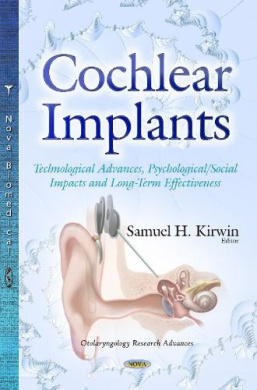 Nova Biomedical
Cochlear
Implants
Technological Advances, Psychological/Social
Impacts and Long-Term Effectiveness
Samuel H. Kirwin
Editor
Otolaryngology Research Advances
NOVA